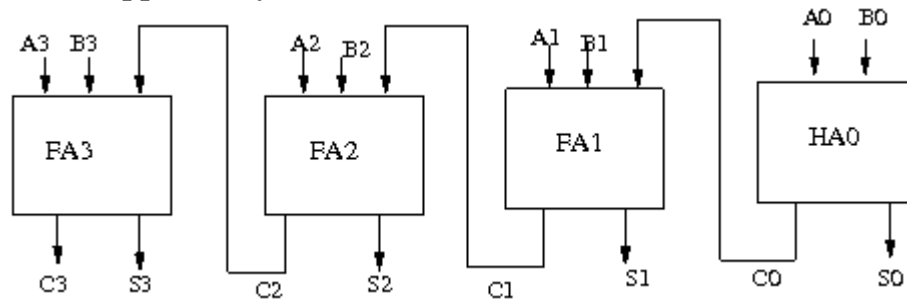 A3 B3 A2 B2 A1 B1 A0 B0
FA3 FA2 FA1 HA0
C3 S3 C2 S2 C1 S1 C0 S0